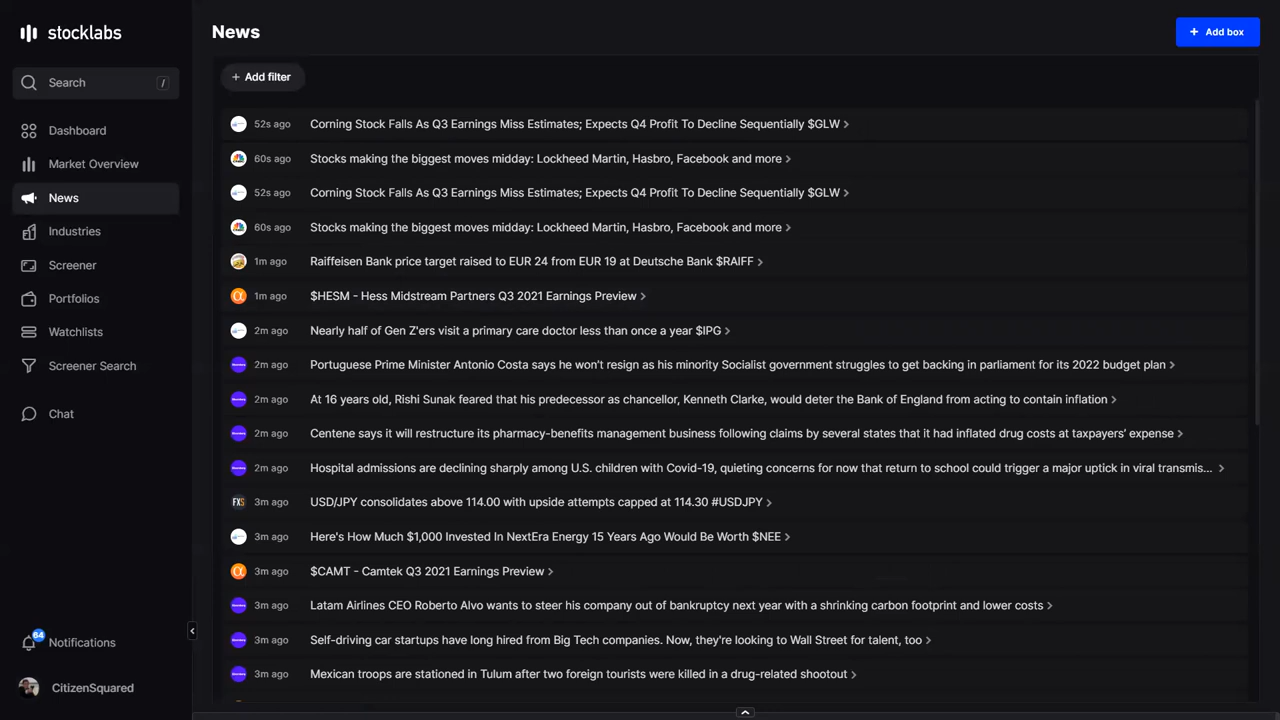 stocklabs
News
+ Add box
Search /
+ Add filter
Dashboard
Market Overview
News
Industries
Screener
Portfolios
Watchlists
Screener Search
Chat
64
Notifications
CitizenSquared
52s ago Corning Stock Falls As Q3 Earnings Miss Estimates; Expects Q4 Profit To Decline Sequentially $GLW
60s ago Stocks making the biggest moves midday: Lockheed Martin, Hasbro, Facebook and more
52s ago Corning Stock Falls As Q3 Earnings Miss Estimates; Expects Q4 Profit To Decline Sequentially $GLW
60s ago Stocks making the biggest moves midday: Lockheed Martin, Hasbro, Facebook and more
1m ago Raiffeisen Bank price target raised to EUR 24 from EUR 19 at Deutsche Bank $RAIFF
1m ago $HESM - Hess Midstream Partners Q3 2021 Earnings Preview
2m ago Nearly half of Gen Z'ers visit a primary care doctor less than once a year $IPG
2m ago Portuguese Prime Minister Antonio Costa says he won’t resign as his minority Socialist government struggles to get backing in parliament for its 2022 budget plan
2m ago At 16 years old, Rishi Sunak feared that his predecessor as chancellor, Kenneth Clarke, would deter the Bank of England from acting to contain inflation
2m ago Centene says it will restructure its pharmacy-benefits management business following claims by several states that it had inflated drug costs at taxpayers’ expense
2m ago Hospital admissions are declining sharply among U.S. children with Covid-19, quieting concerns for now that return to school could trigger a major uptick in viral transmis...
FXS 3m ago USD/JPY consolidates above 114.00 with upside attempts capped at 114.30 #USDJPY
3m ago Here's How Much $1,000 Invested In NextEra Energy 15 Years Ago Would Be Worth $NEE
3m ago $CAMT - Camtek Q3 2021 Earnings Preview
3m ago Latam Airlines CEO Roberto Alvo wants to steer his company out of bankruptcy next year with a shrinking carbon footprint and lower costs
3m ago Self-driving car startups have long hired from Big Tech companies. Now, they're looking to Wall Street for talent, too
3m ago Mexican troops are stationed in Tulum after two foreign tourists were killed in a drug-related shootout